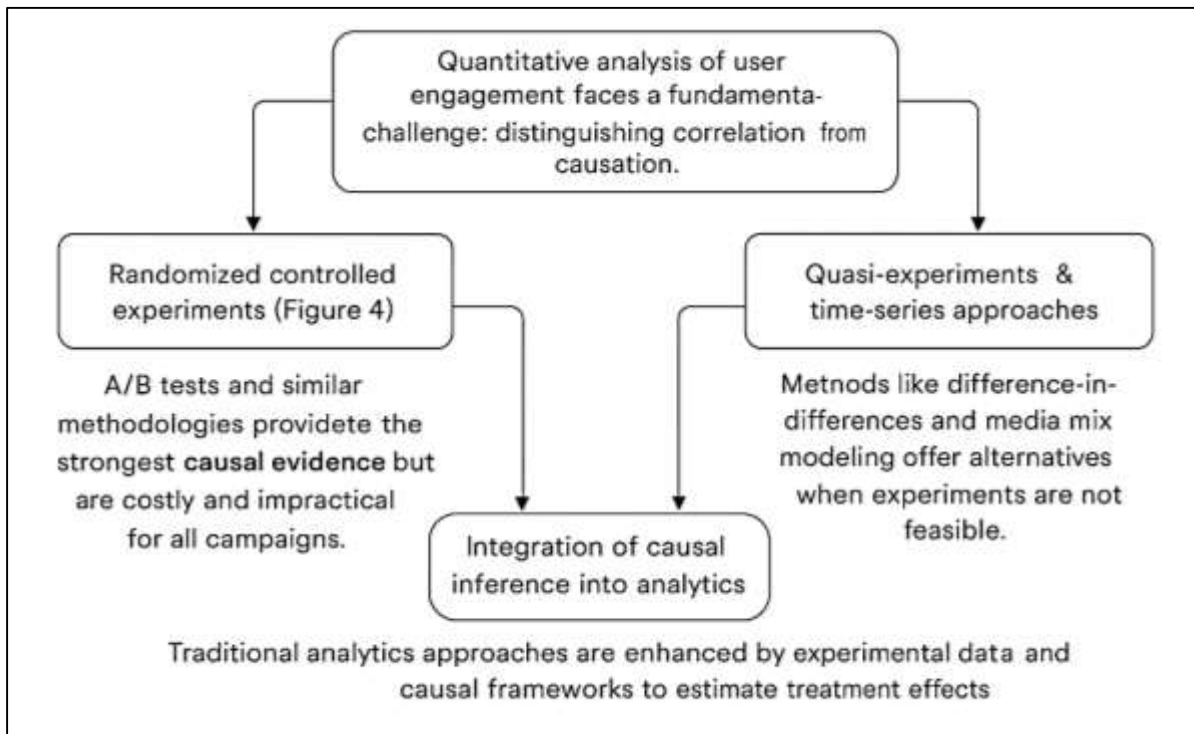 Quantitative analysis of user
engagement faces a fundamenta-
challenge: distinguishing correlation from
causation.
Randomized controlled
experiments (Figure 4)
A/B tests and similar
methodologies providete the
strongest causal evidence but
are costly and impractical
for all campaigns.
Quasi-experiments &
time-series approaches
Metnods like difference-in-
differences and media mix
modeling offer alternatives
when experiments are not
feasible.
Integration of causal
inference into analytics
Traditional analytics approaches are enhanced by experimental data and
causal frameworks to estimate treatment effects